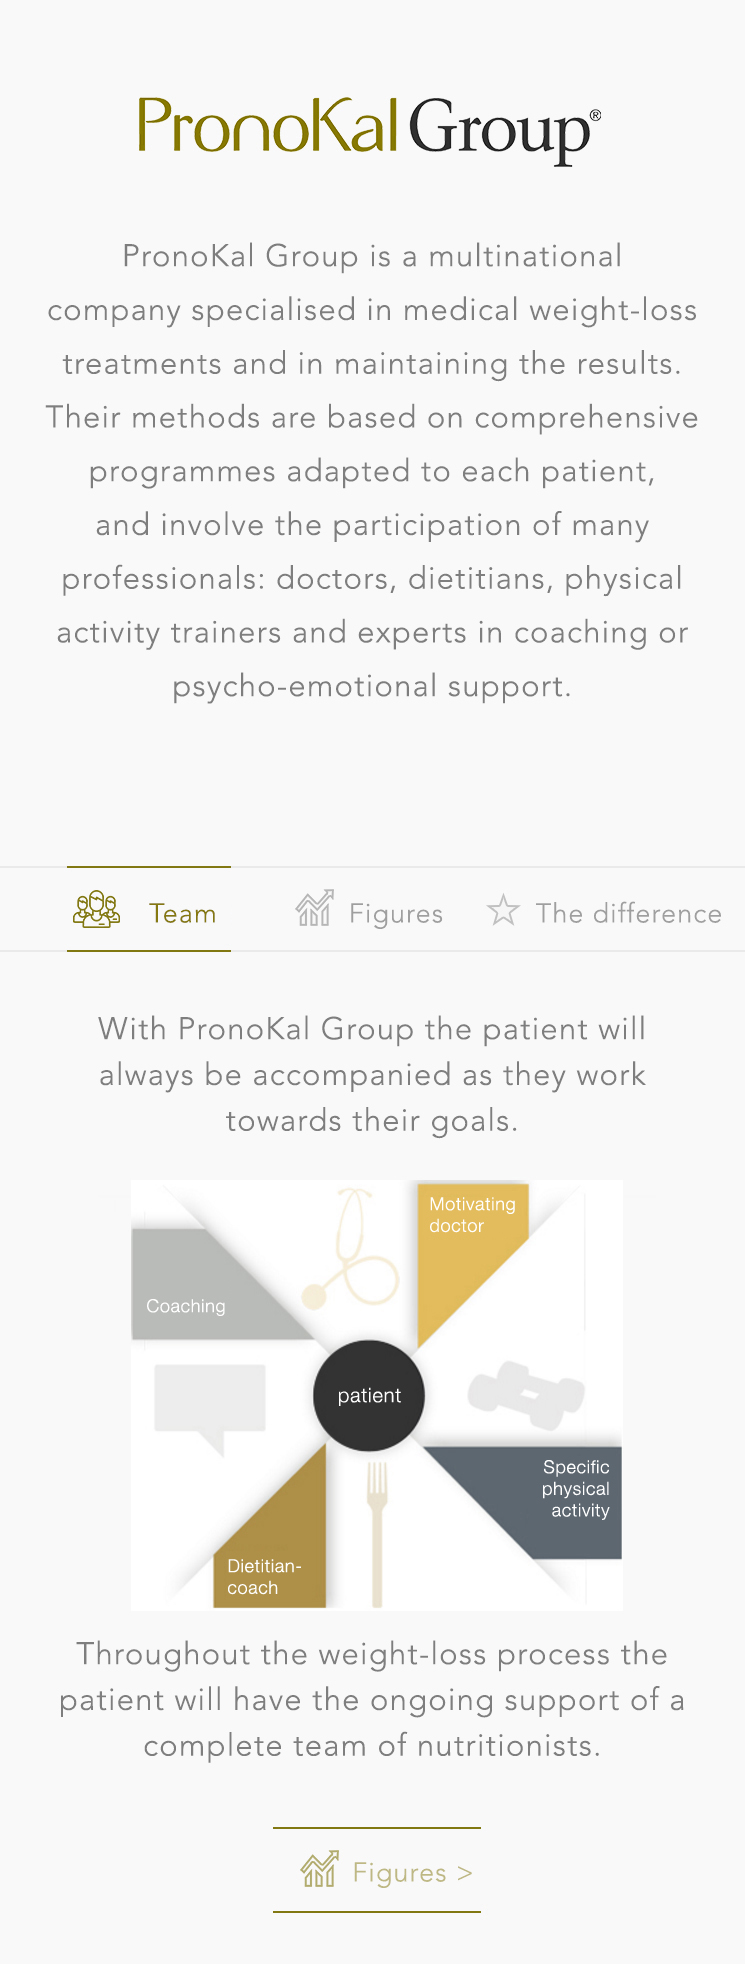 PronoKal Group®
PronoKal Group is a multinational
company specialised in medical weight-loss
treatments and in maintaining the results.
Their methods are based on comprehensive
programmes adapted to each patient,
and involve the participation of many
professionals: doctors, dietitians, physical
activity trainers and experts in coaching or
psycho-emotional support.
Team
Figures
The difference
With PronoKal Group the patient will
always be accompanied as they work
towards their goals.
Motivating
doctor
Coaching
patient
Specific
physical
activity
Dietitian-
coach
Throughout the weight-loss process the
patient will have the ongoing support of a
complete team of nutritionists.
Figures >